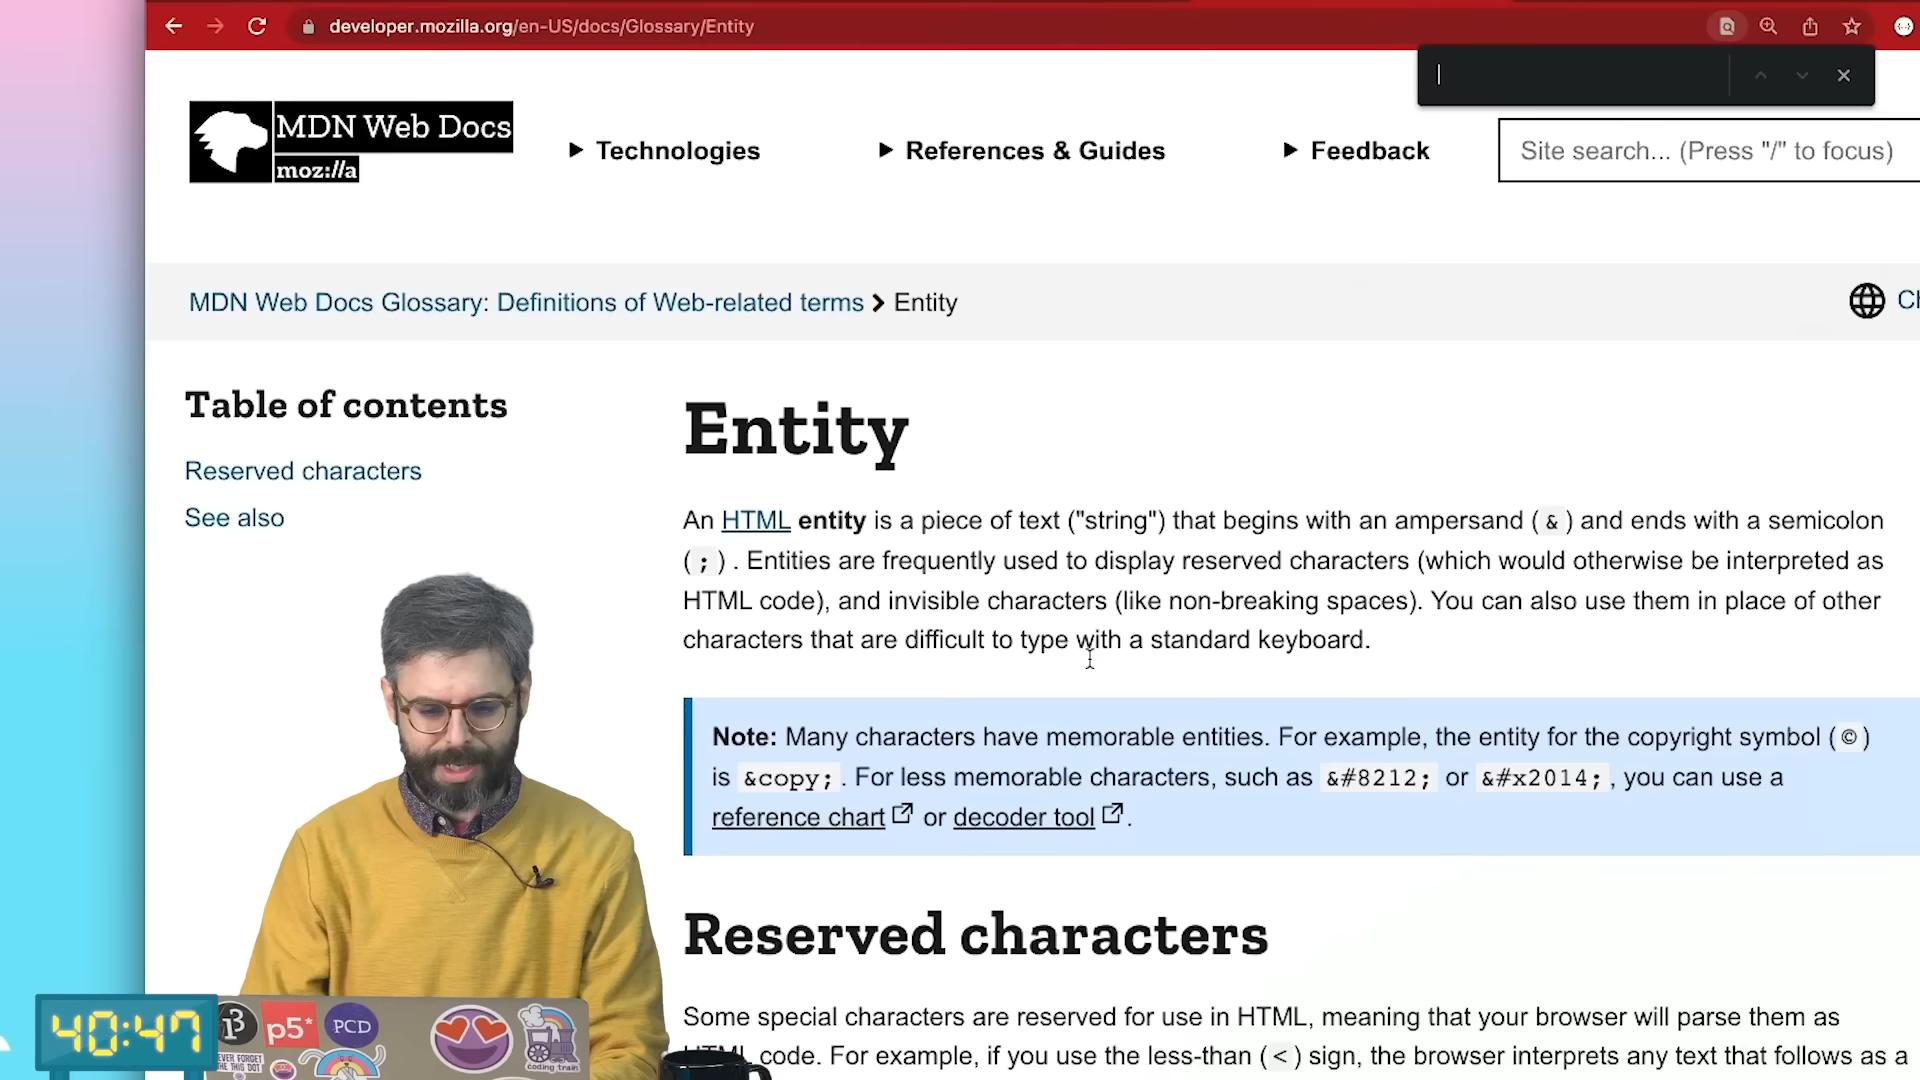 developer.mozilla.org/en-US/docs/Glossary/Entity
MDN Web Docs
moz://a
Technologies
References & Guides
Feedback
Site search... (Press "/" to focus)
MDN Web Docs Glossary: Definitions of Web-related terms > Entity
Table of contents
Reserved characters
See also
Entity
An HTML entity is a piece of text ("string") that begins with an ampersand ( & ) and ends with a semicolon
( ; ) . Entities are frequently used to display reserved characters (which would otherwise be interpreted as
HTML code), and invisible characters (like non-breaking spaces). You can also use them in place of other
characters that are difficult to type with a standard keyboard.
Note: Many characters have memorable entities. For example, the entity for the copyright symbol ( © )
is &copy; . For less memorable characters, such as &#8212; or &#x2014; , you can use a
reference chart or decoder tool .
Reserved characters
Some special characters are reserved for use in HTML, meaning that your browser will parse them as
HTML code. For example, if you use the less-than ( < ) sign, the browser interprets any text that follows as a
40:47
p5*
PCD
EVER FORGET
THE THIS DOT
coding train